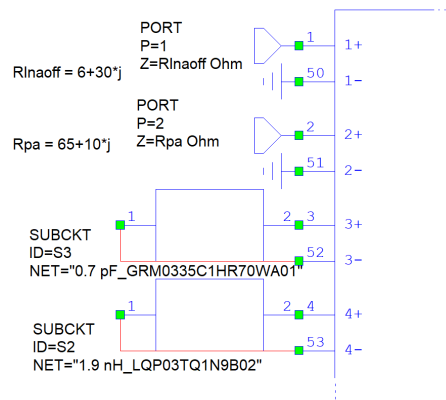 PORT
P=1
Z=RInaoff Ohm
RInaoff = 6+30*j
1
1+
50
1-
PORT
P=2
Z=Rpa Ohm
Rpa = 65+10*j
2
2+
51
2-
1
2
3
3+
SUBCKT
ID=S3
NET="0.7 pF_GRM0335C1HR70WA01"
52
3-
1
2
4
4+
SUBCKT
ID=S2
NET="1.9 nH_LQP03TQ1N9B02"
53
4-